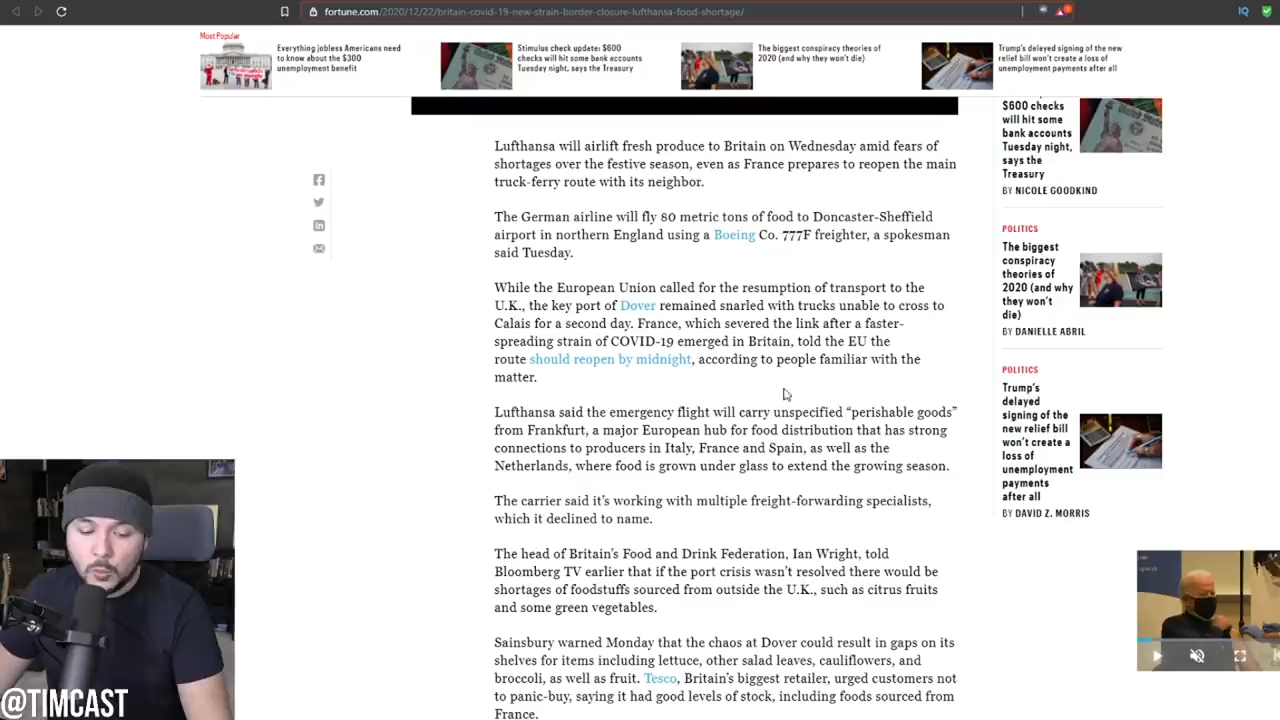 fortune.com/2020/12/22/britain-covid-19-new-strain-border-closure-lufthansa-food-shortage/
Most Popular
Everything jobless Americans need
to know about the $300
unemployment benefit
Stimulus check update: $600
checks will hit some bank accounts
Tuesday night, says the Treasury
The biggest conspiracy theories of
2020 (and why they won't die)
Trump's delayed signing of the new
relief bill won't create a loss of
unemployment payments after all
Lufthansa will airlift fresh produce to Britain on Wednesday amid fears of
shortages over the festive season, even as France prepares to reopen the main
truck-ferry route with its neighbor.
The German airline will fly 80 metric tons of food to Doncaster-Sheffield
airport in northern England using a Boeing Co. 777F freighter, a spokesman
said Tuesday.
While the European Union called for the resumption of transport to the
U.K., the key port of Dover remained snarled with trucks unable to cross to
Calais for a second day. France, which severed the link after a faster-
spreading strain of COVID-19 emerged in Britain, told the EU the
route should reopen by midnight, according to people familiar with the
matter.
Lufthansa said the emergency flight will carry unspecified “perishable goods”
from Frankfurt, a major European hub for food distribution that has strong
connections to producers in Italy, France and Spain, as well as the
Netherlands, where food is grown under glass to extend the growing season.
The carrier said it's working with multiple freight-forwarding specialists,
which it declined to name.
The head of Britain's Food and Drink Federation, Ian Wright, told
Bloomberg TV earlier that if the port crisis wasn't resolved there would be
shortages of foodstuffs sourced from outside the U.K., such as citrus fruits
and some green vegetables.
Sainsbury warned Monday that the chaos at Dover could result in gaps on its
shelves for items including lettuce, other salad leaves, cauliflowers, and
broccoli, as well as fruit. Tesco, Britain's biggest retailer, urged customers not
to panic-buy, saying it had good levels of stock, including foods sourced from
France.
$600 checks
will hit some
bank accounts
Tuesday night,
says the
Treasury
BY NICOLE GOODKIND
POLITICS
The biggest
conspiracy
theories of
2020 (and why
they won't
die)
BY DANIELLE ABRIL
POLITICS
Trump's
delayed
signing of the
new relief bill
won't create a
loss of
unemployment
payments
after all
BY DAVID Z. MORRIS
@TIMCAST